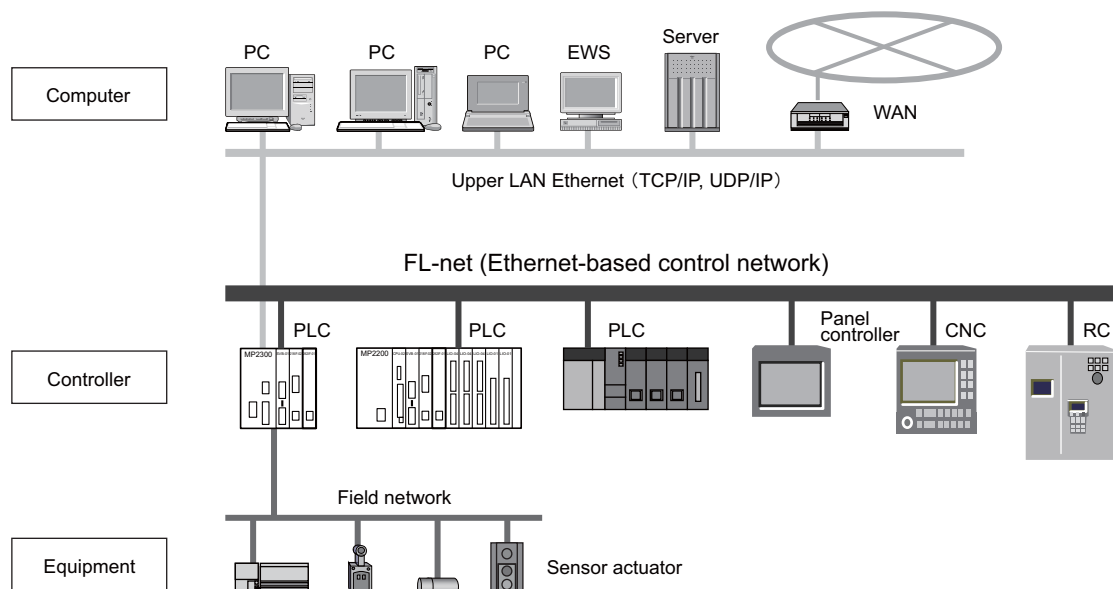 PC
PC
PC
EWS
Server
Computer
WAN
Upper LAN Ethernet（TCP/IP, UDP/IP）
FL-net (Ethernet-based control network)
PLC
PLC
PLC
Panel
controller
CNC
RC
MP2300
MP2200
Controller
Field network
Equipment
Sensor actuator